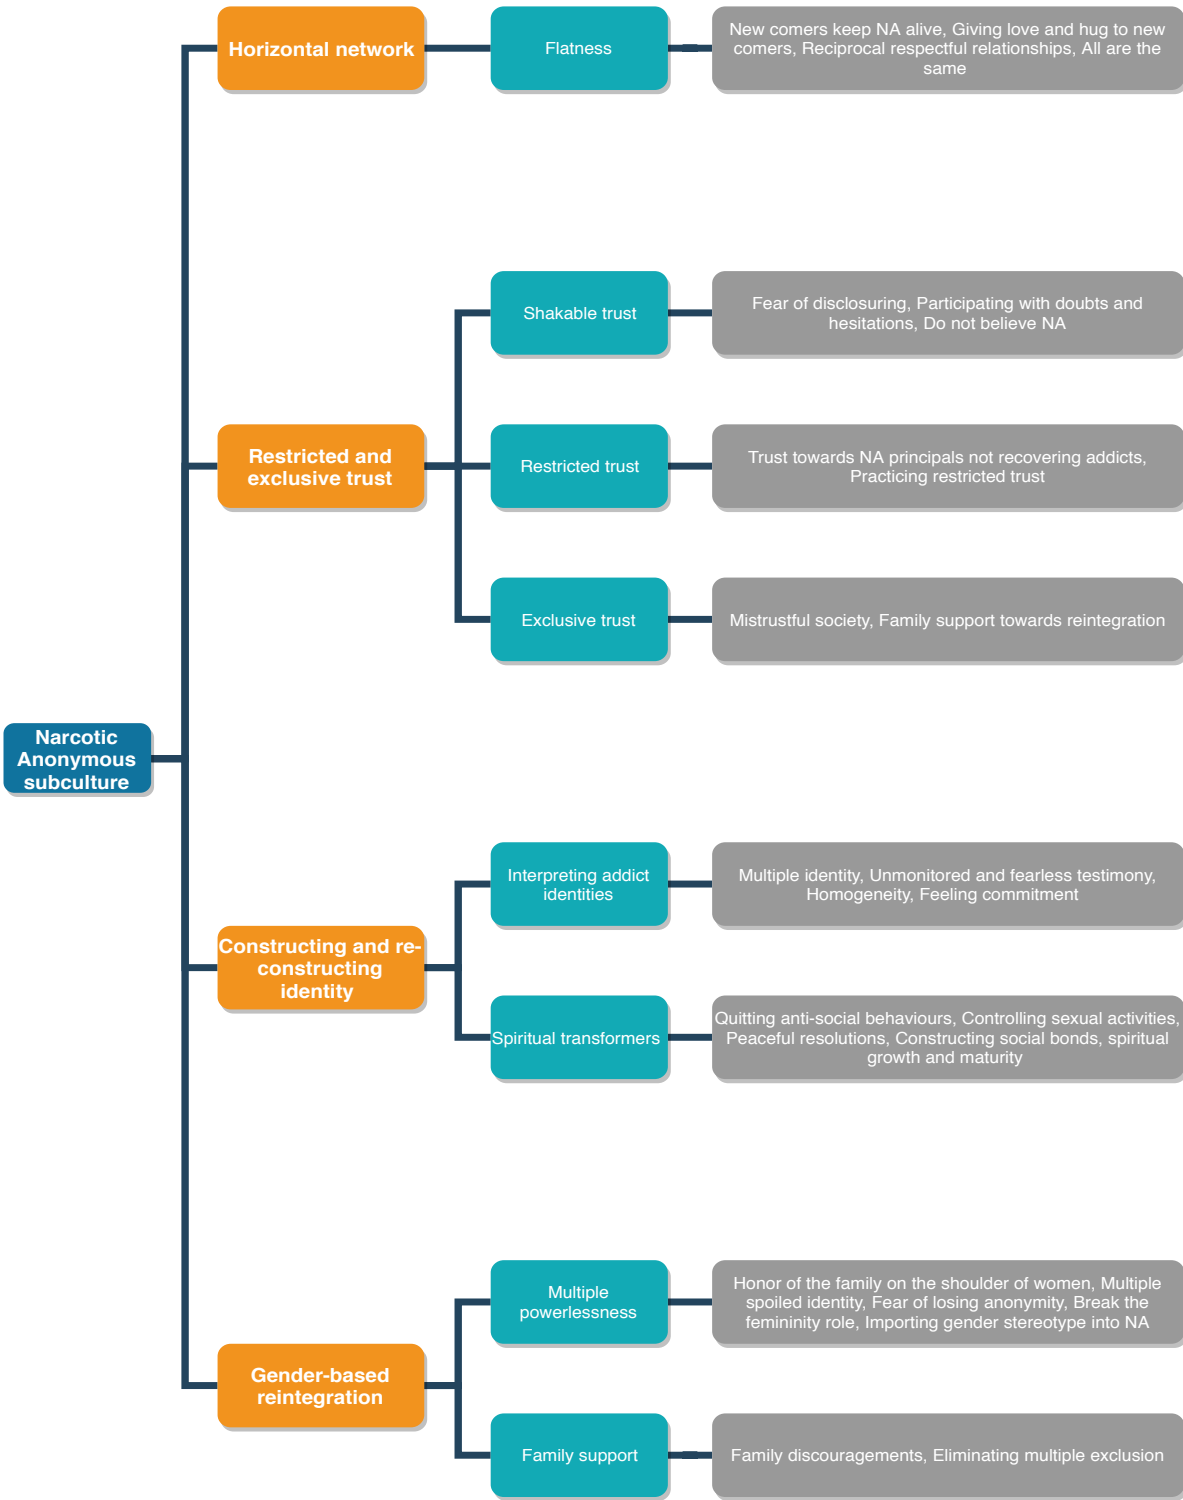 Horizontal network
Flatness
New comers keep NA alive, Giving love and hug to new
comers, Reciprocal respectful relationships, All are the
same
Shakable trust
Fear of disclosing, Participating with doubts and
hesitations, Do not believe NA
Restricted and
exclusive trust
Restricted trust
Trust towards NA principals not recovering addicts,
Practicing restricted trust
Exclusive trust
Mistrustful society, Family support towards reintegration
Narcotic
Anonymous
subculture
Interpreting addict
identities
Multiple identity, Unmonitored and fearless testimony,
Homogeneity, Feeling commitment
Constructing and re-
constructing
identity
Spiritual transformers
Quitting anti-social behaviours, Controlling sexual activities,
Peaceful resolutions, Constructing social bonds, spiritual
growth and maturity
Multiple
powerlessness
Honor of the family on the shoulder of women, Multiple
spoiled identity, Fear of losing anonymity, Break the
femininity role, Importing gender stereotype into NA
Gender-based
reintegration
Family support
Family discouragements, Eliminating multiple exclusion